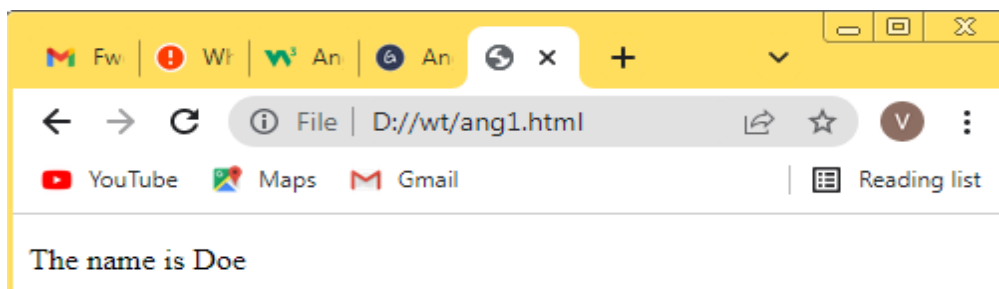 Fw Wh An An
File D://wt/ang1.html V
YouTube Maps Gmail Reading list
The name is Doe